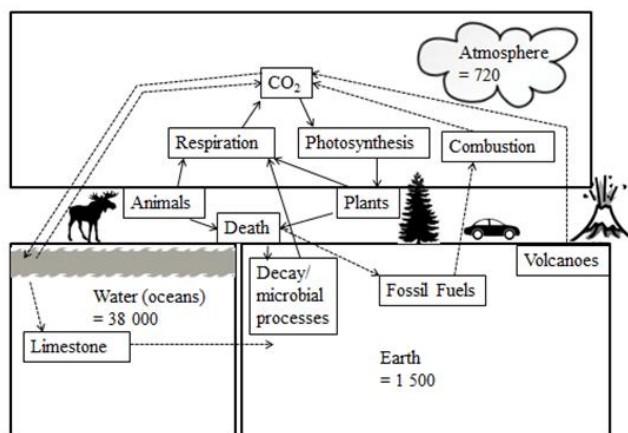 Atmosphere
= 720
CO₂
Respiration
Photosynthesis
Combustion
Animals
Plants
Death
Volcanoes
Decay/
microbial
processes
Fossil Fuels
Water (oceans)
= 38 000
Limestone
Earth
= 1 500